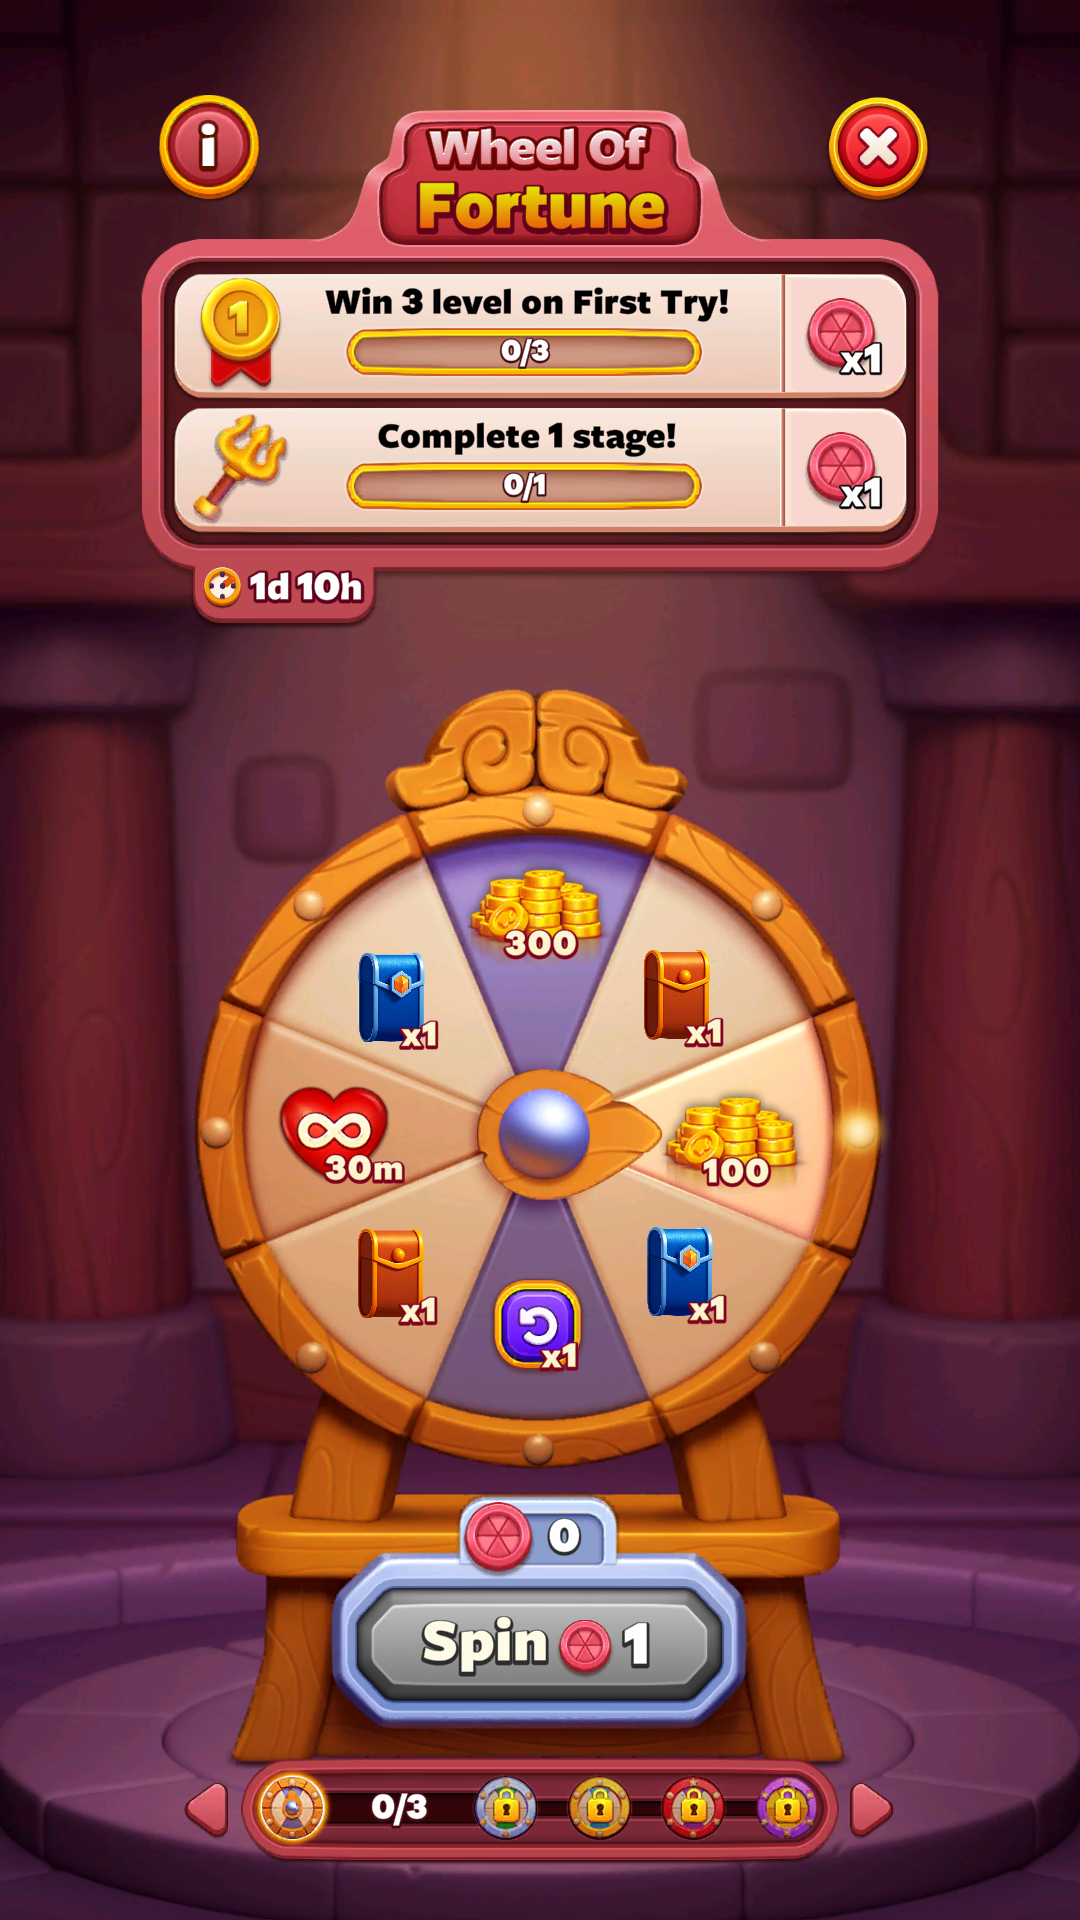 i
Wheel Of
Fortune
1
Win 3 level on First Try!
0/3
x1
Complete 1 stage!
0/1
x1
1d 10h
300
x1
x1
30m
100
x1
x1
x1
0
Spin 1
0/3